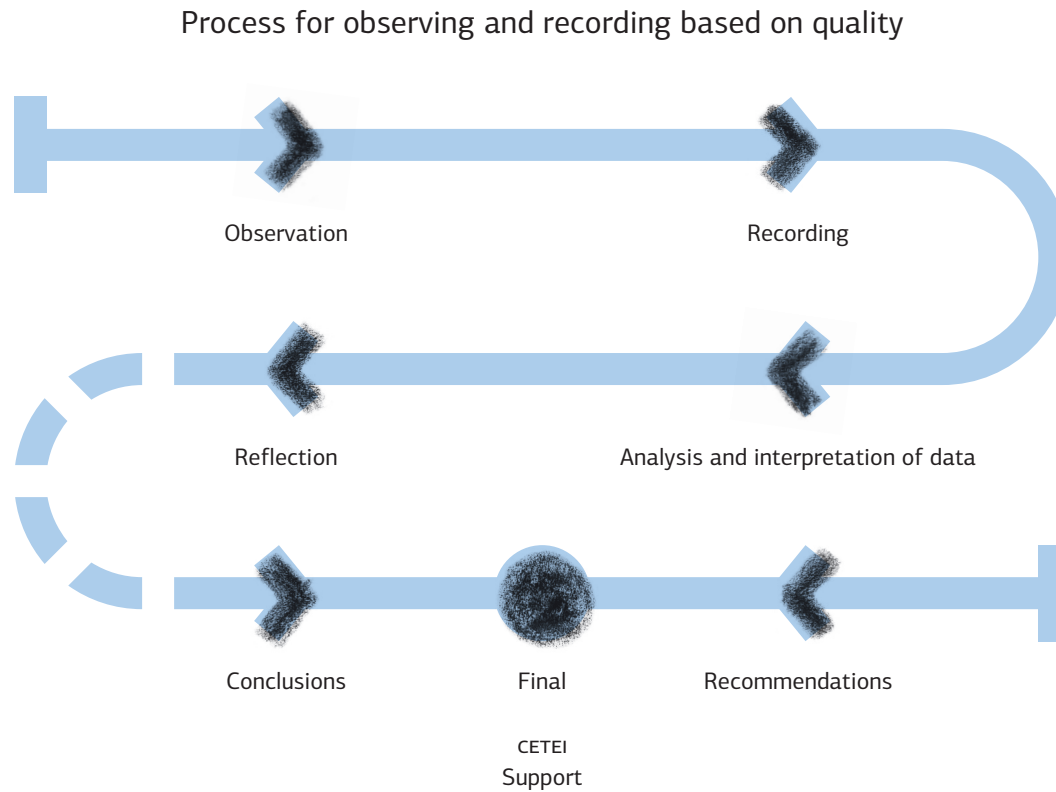 Process for observing and recording based on quality
Observation
Recording
Reflection
Analysis and interpretation of data
Conclusions
Final
Recommendations
CETEI
Support